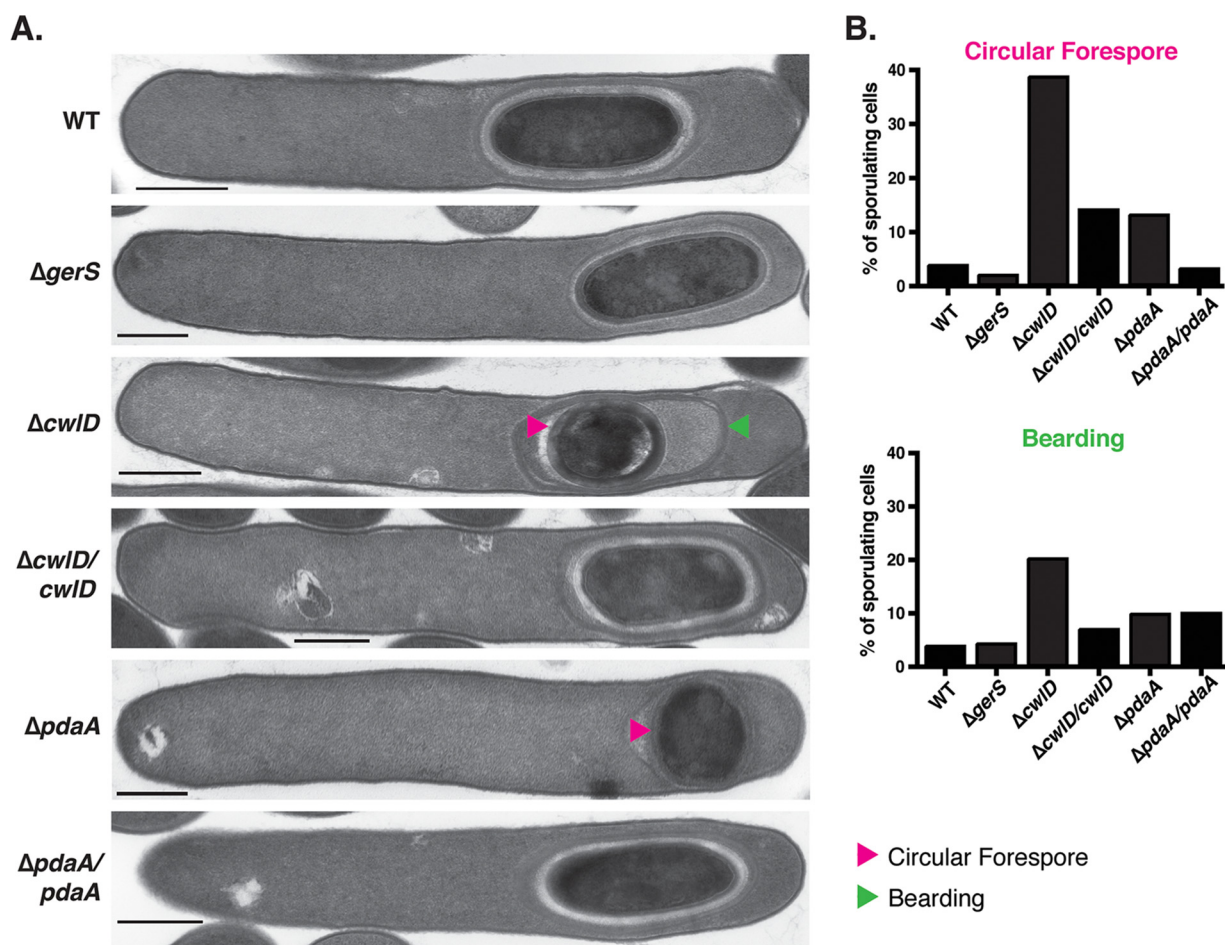 A.
WT
ΔgerS
ΔcwlD
ΔcwlD/
cwlD
ΔpdaA
ΔpdaA/
pdaA
B.
Circular Forespore
% of sporulating cells
40
30
20
10
0
WT
ΔgerS
ΔcwlD
ΔcwlD/cwlD
ΔpdaA
ΔpdaA/pdaA
Bearding
% of sporulating cells
40
30
20
10
0
WT
ΔgerS
ΔcwlD
ΔcwlD/cwlD
ΔpdaA
ΔpdaA/pdaA
Circular Forespore
Bearding